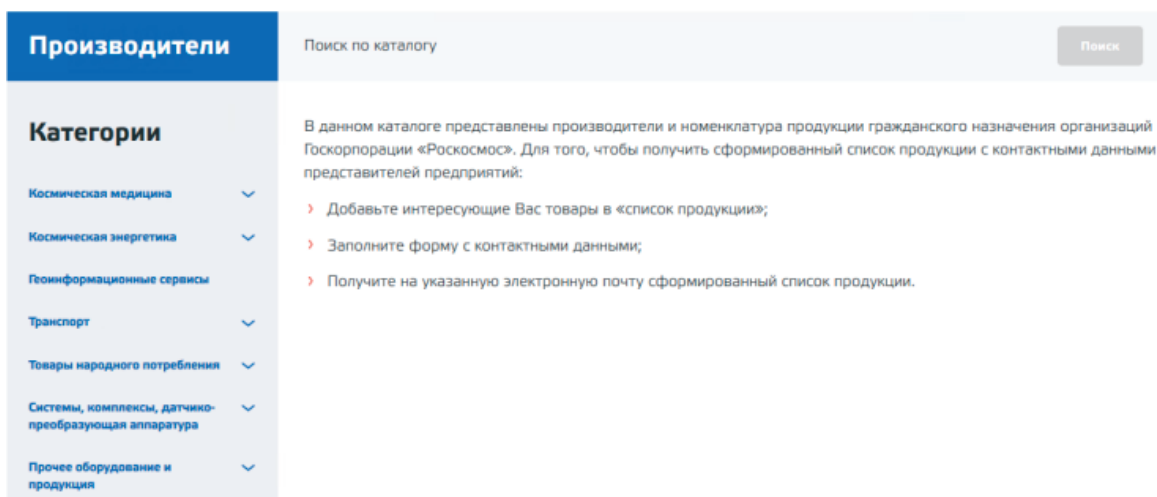 Производители
Поиск по каталогу
Поиск
Категории
Космическая медицина
Космическая энергетика
Геоинформационные сервисы
Транспорт
Товары народного потребления
Системы, комплексы, датчико-
преобразующая аппаратура
Прочее оборудование и
продукция
В данном каталоге представлены производители и номенклатура продукции гражданского назначения организаций
Госкорпорации «Роскосмос». Для того, чтобы получить сформированный список продукции с контактными данными
представителей предприятий:
Добавьте интересующие Вас товары в «список продукции»;
Заполните форму с контактными данными;
Получите на указанную электронную почту сформированный список продукции.